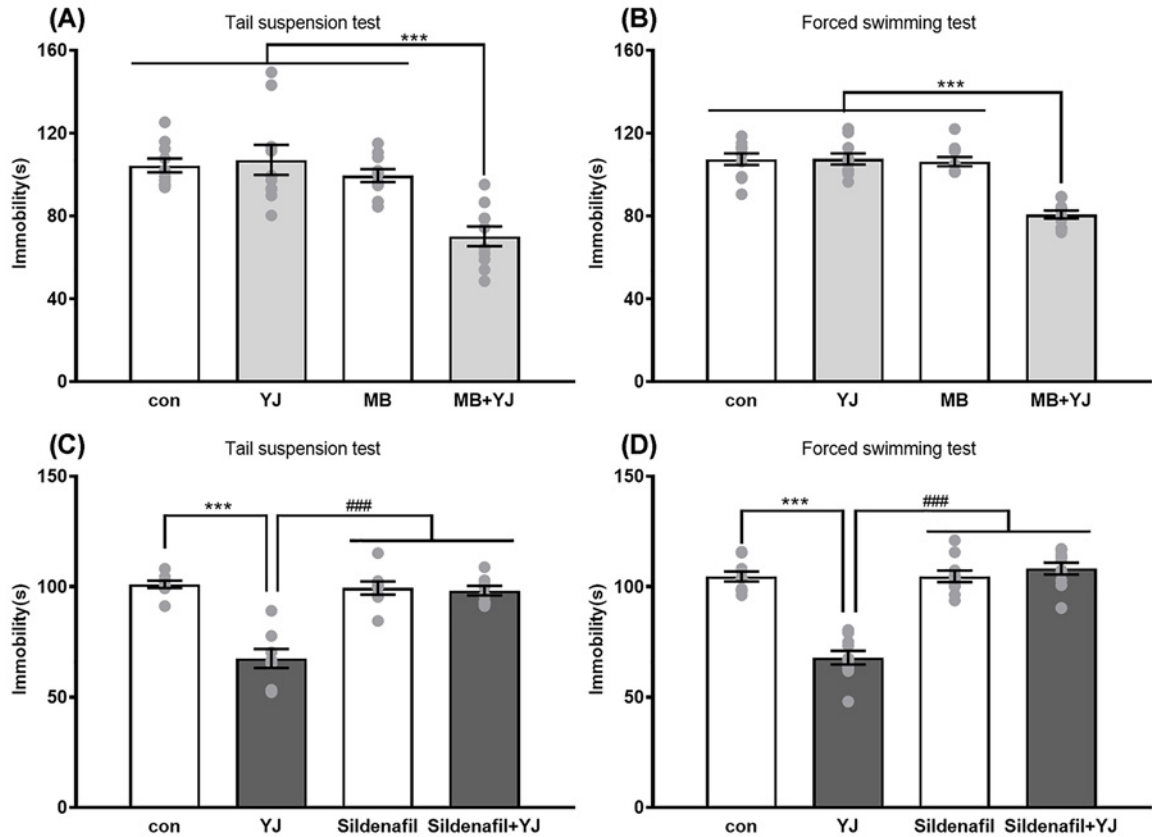 (A)
Tail suspension test
Immobility(s)
160
120
80
40
0
***
con YJ MB MB+YJ
(B)
Forced swimming test
Immobility(s)
160
120
80
40
0
***
con YJ MB MB+YJ
(C)
Tail suspension test
Immobility(s)
150
100
50
0
*** ###
con YJ Sildenafil Sildenafil+YJ
(D)
Forced swimming test
Immobility(s)
150
100
50
0
*** ###
con YJ Sildenafil Sildenafil+YJ